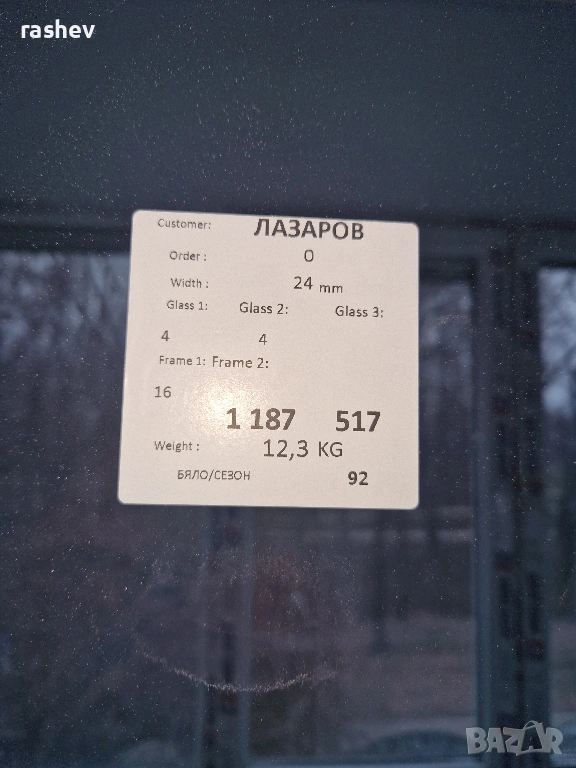 rashev
Customer: ЛАЗАРОВ
Order : 0
Width : 24 mm
Glass 1: Glass 2: Glass 3:
4 4
Frame 1: Frame 2:
16
1 187 517
Weight : 12,3 KG
БЯЛО/СЕЗОН 92
BAZAR